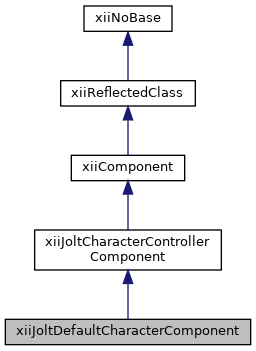 xiiNoBase
xiiReflectedClass
xiiComponent
xiiJoltCharacterController
Component
xiiJoltDefaultCharacterComponent